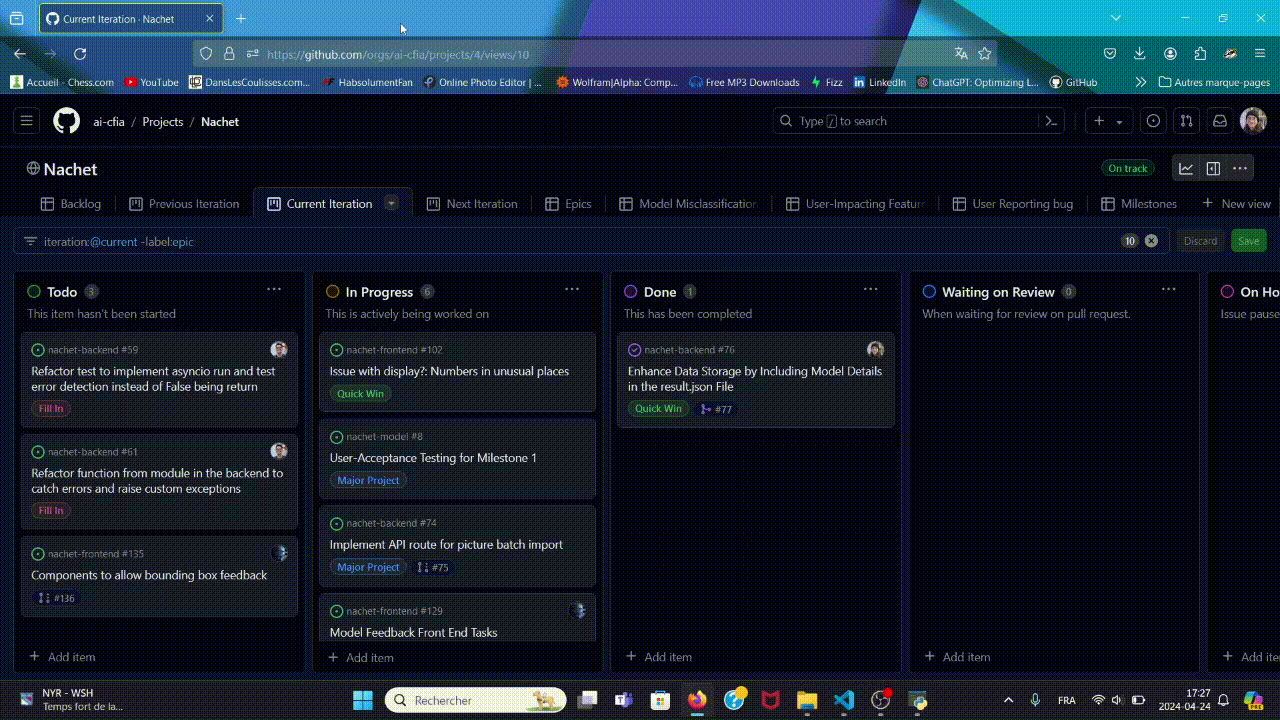 Current Iteration · Nachet
https://github.com/orgs/ai-cfia/projects/4/views/10
Accueil - Chess.com
YouTube
DansLesCoulisses.com...
HabsolumentFan
Online Photo Editor | ...
Wolfram|Alpha: Comp...
Free MP3 Downloads
Fizz
LinkedIn
ChatGPT: Optimizing L...
GitHub
Autres marque-pages
ai-cfia / Projects / Nachet
Type / to search
Nachet
On track
Backlog
Previous Iteration
Current Iteration
Next Iteration
Epics
Model Misclassification
User-Impacting Featur
User Reporting bug
Milestones
New view
iteration:@current -label:epic
10
Discard
Save
Todo 3
This item hasn't been started
nachet-backend #59
Refactor test to implement asyncio run and test
error detection instead of False being return
Fill In
nachet-backend #61
Refactor function from module in the backend to
catch errors and raise custom exceptions
Fill In
nachet-frontend #135
Components to allow bounding box feedback
#136
Add item
In Progress 6
This is actively being worked on
nachet-frontend #102
Issue with display?: Numbers in unusual places
Quick Win
nachet-model #8
User-Acceptance Testing for Milestone 1
Major Project
nachet-backend #74
Implement API route for picture batch import
Major Project
#75
nachet-frontend #129
Model Feedback Front End Tasks
Add item
Done 1
This has been completed
nachet-backend #76
Enhance Data Storage by Including Model Details
in the result.json File
Quick Win
#77
Add item
Waiting on Review 0
When waiting for review on pull request.
Add item
On Ho
Issue pause
Add ite
NYR - WSH
Temps fort de la...
Rechercher
FRA
17:27
2024-04-24